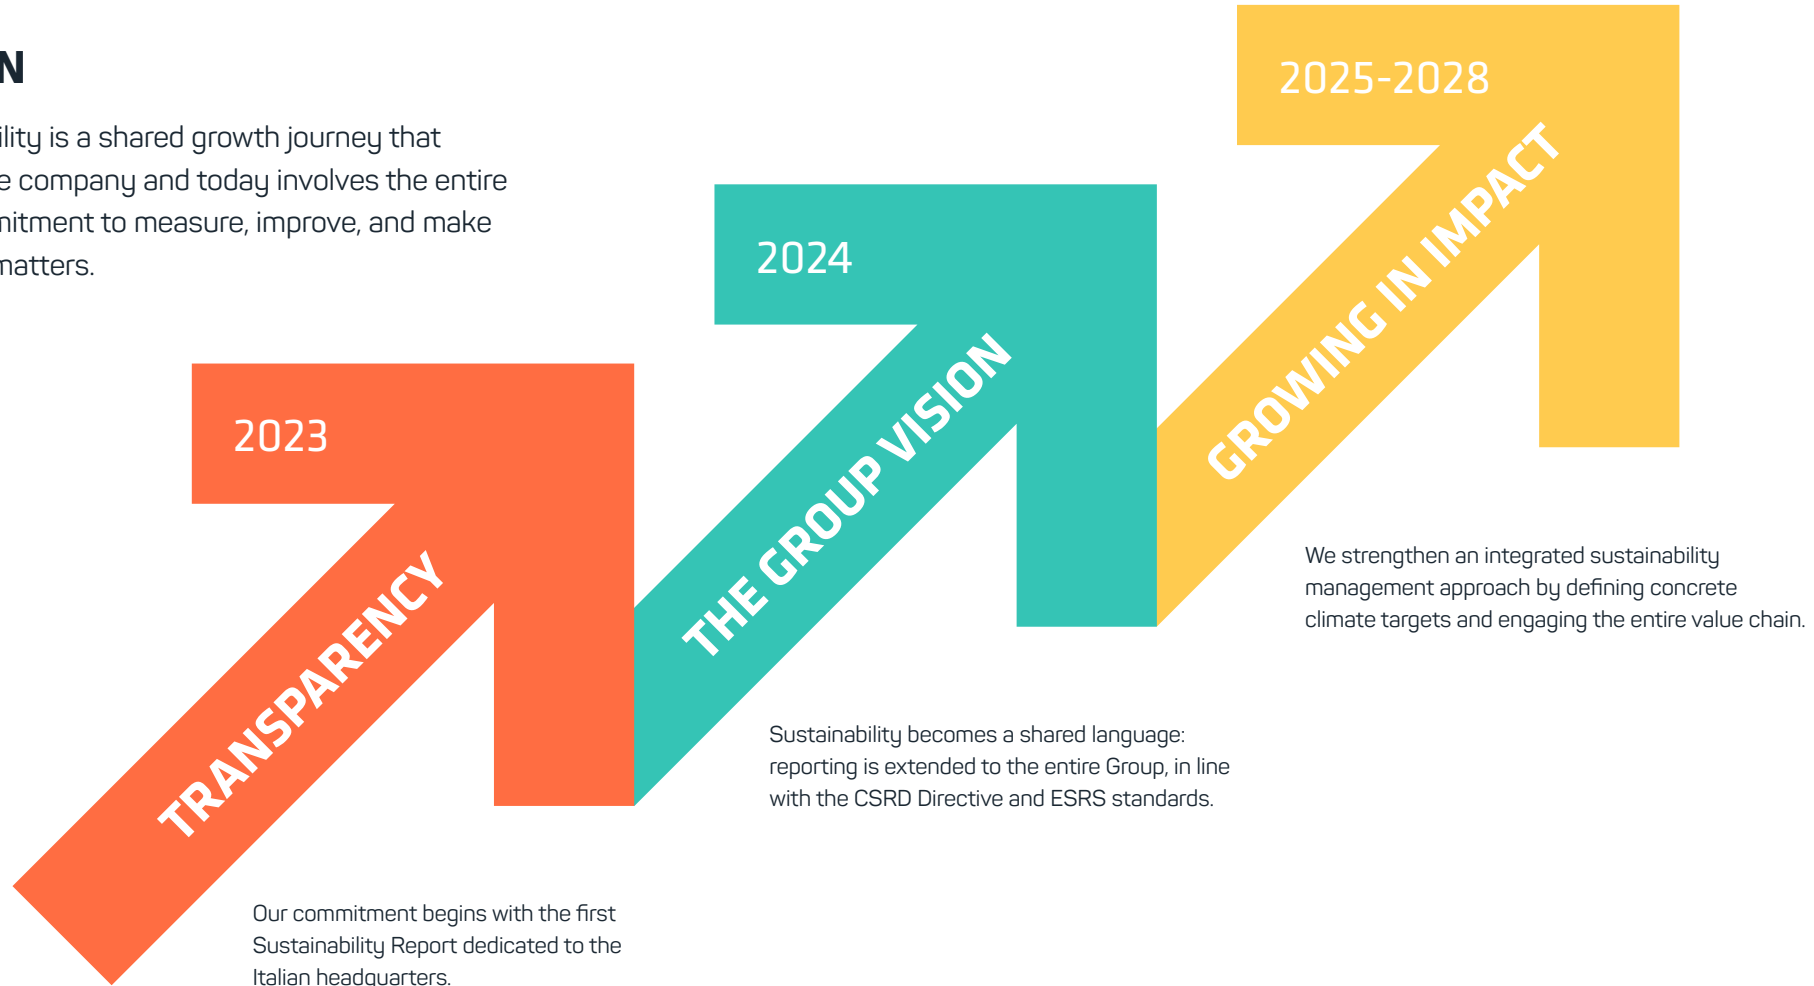 N
ility is a shared growth journey that
e company and today involves the entire
mitment to measure, improve, and make
matters.
2023
TRANSPARENCY
Our commitment begins with the first
Sustainability Report dedicated to the
Italian headquarters.
2024
THE GROUP VISION
Sustainability becomes a shared language:
reporting is extended to the entire Group, in line
with the CSRD Directive and ESRS standards.
2025-2028
GROWING IN IMPACT
We strengthen an integrated sustainability
management approach by defining concrete
climate targets and engaging the entire value chain.